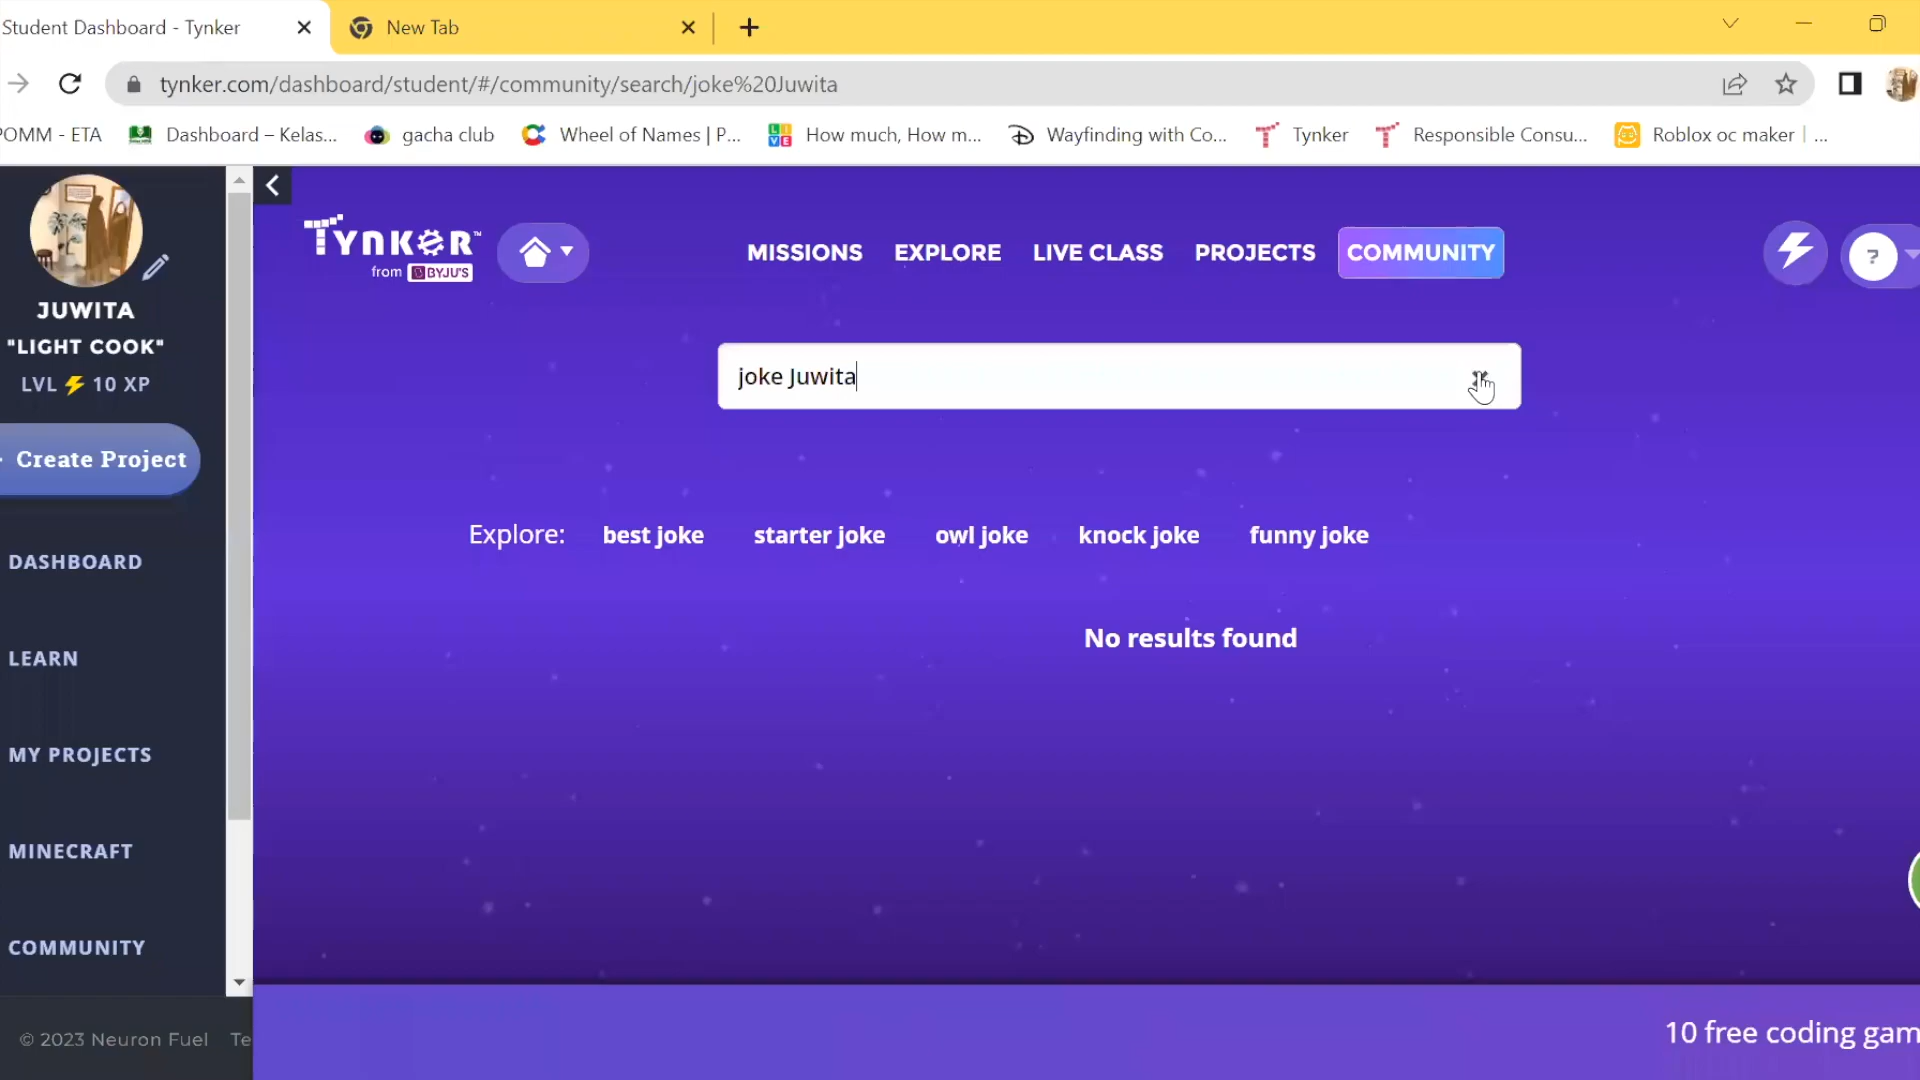 Student Dashboard - Tynker
New Tab
tynker.com/dashboard/student/#/community/search/joke%20Juwita
POMM - ETA
Dashboard – Kelas...
gacha club
Wheel of Names | P...
LIVE
How much, How m...
Wayfinding with Co...
Tynker
Responsible Consu...
Roblox oc maker | ...
JUWITA
"LIGHT COOK"
LVL 10 XP
Create Project
DASHBOARD
LEARN
MY PROJECTS
MINECRAFT
COMMUNITY
© 2023 Neuron Fuel Te
TYNKER™
from BYJU'S
MISSIONS
EXPLORE
LIVE CLASS
PROJECTS
COMMUNITY
?
joke Juwita
Explore: best joke starter joke owl joke knock joke funny joke
No results found
10 free coding gam